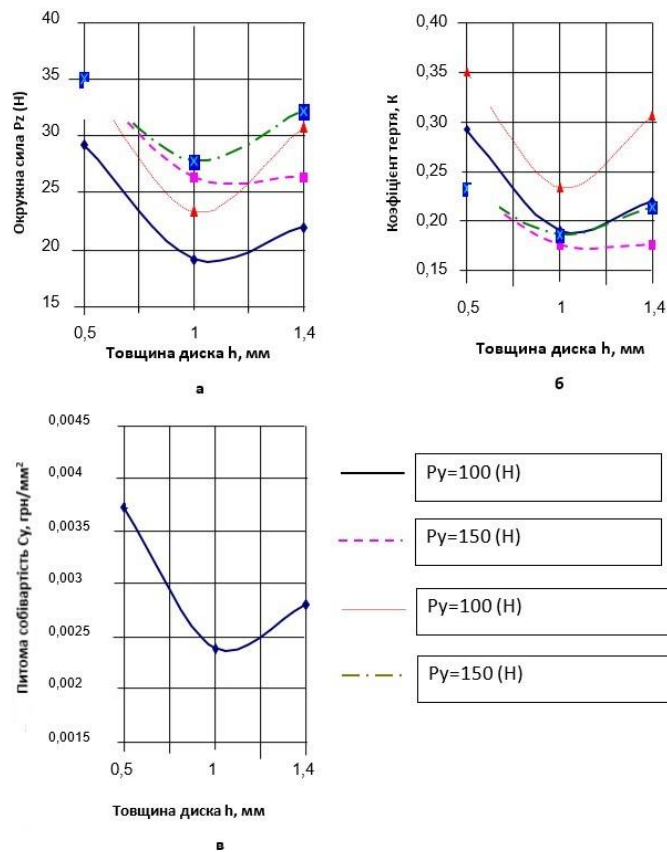 40
35
30
25
20
15
Окружна сила Pz (Н)
0,5 1 1,4
Товщина диска h, мм
а
0,40
0,35
0,30
0,25
0,20
0,15
Коефіцієнт тертя, К
0,5 1 1,4
Товщина диска h, мм
б
0,0045
0,004
0,0035
0,003
0,0025
0,002
0,0015
Питома собівартість Су, грн/мм²
0,5 1 1,4
Товщина диска h, мм
в
Py=100 (Н)
Py=150 (Н)
Py=100 (Н)
Py=150 (Н)